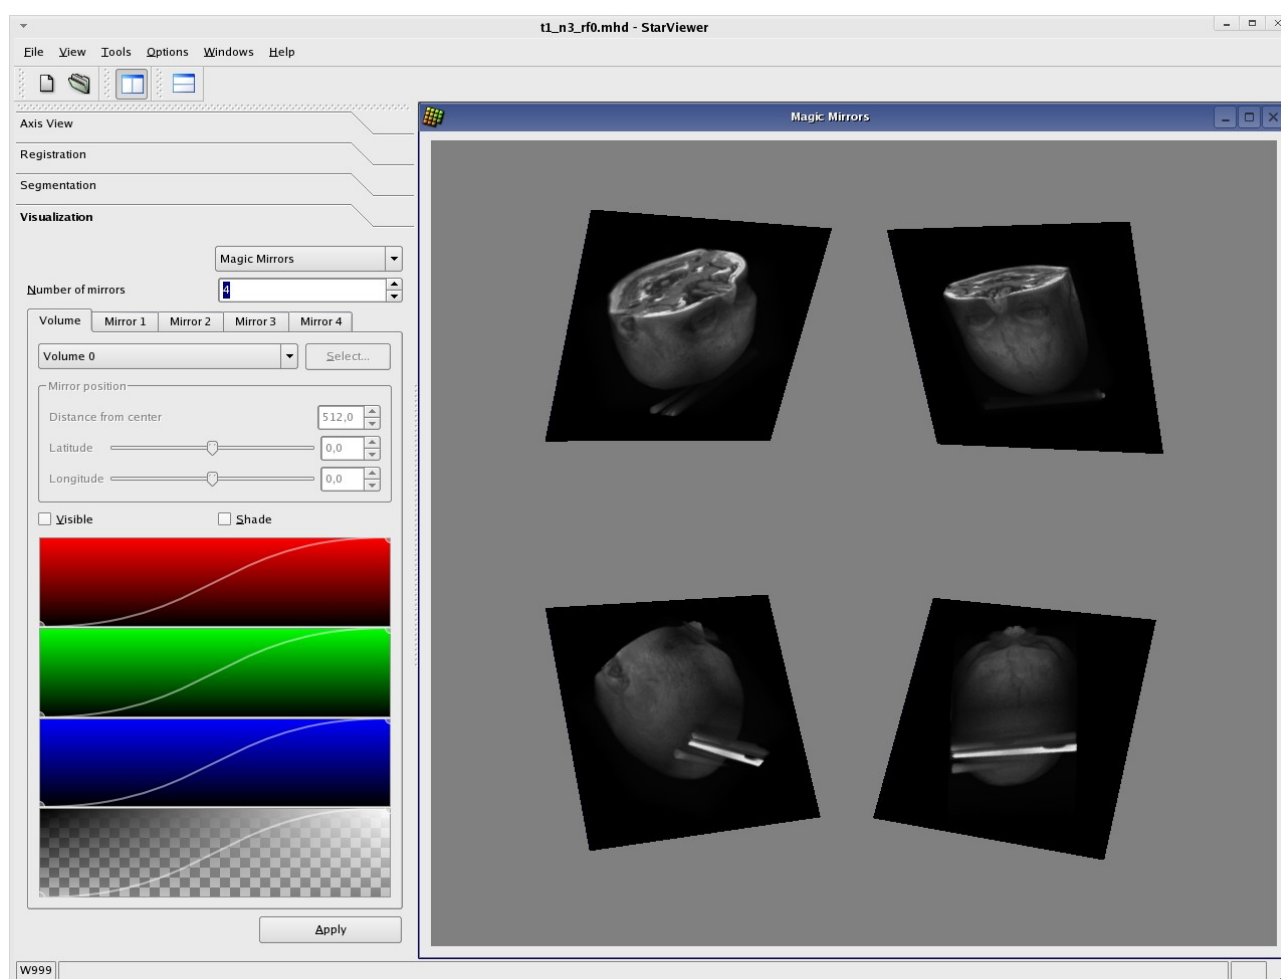 t1_n3_rf0.mhd - StarViewer
File View Tools Options Windows Help
Magic Mirrors
Axis View
Registration
Segmentation
Visualization
Magic Mirrors
Number of mirrors 4
Volume Mirror 1 Mirror 2 Mirror 3 Mirror 4
Volume 0 Select...
Mirror position
Distance from center 512,0
Latitude 0,0
Longitude 0,0
Visible Shade
Apply
W999